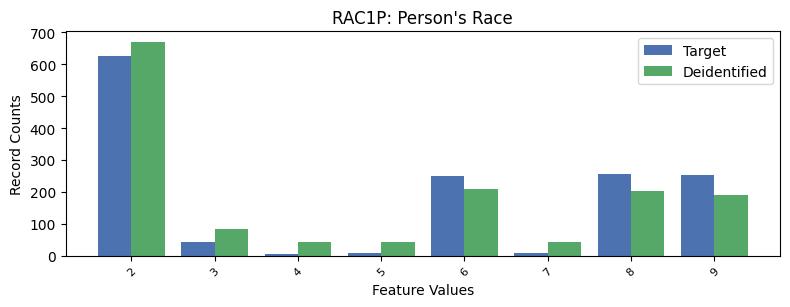 RAC1P: Person's Race
Target
Deidentified
Record Counts
700
600
500
400
300
200
100
0
2 3 4 5 6 7 8 9
Feature Values